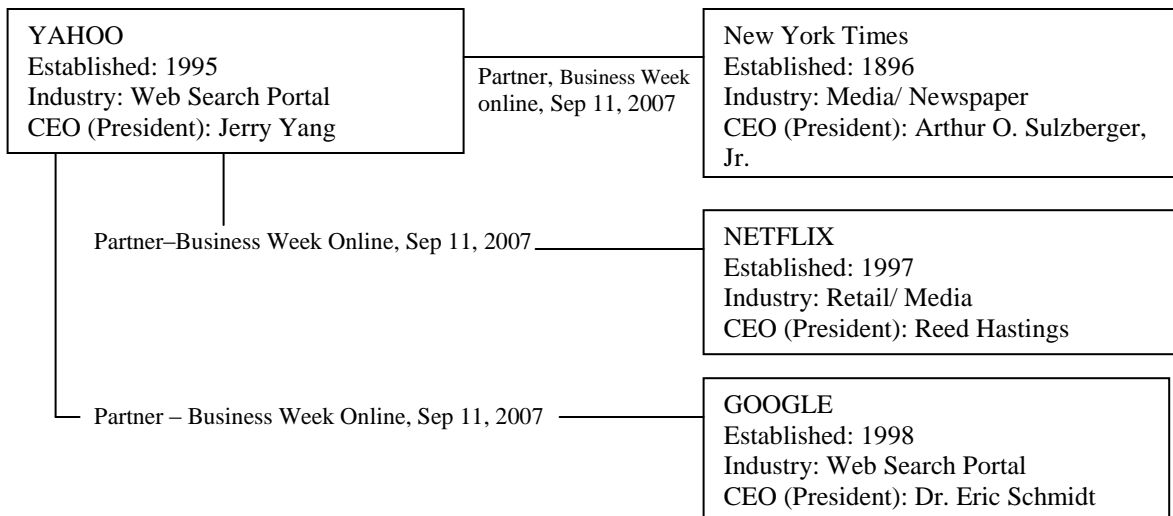 YAHOO
Established: 1995
Industry: Web Search Portal
CEO (President): Jerry Yang
Partner, Business Week
online, Sep 11, 2007
New York Times
Established: 1896
Industry: Media/ Newspaper
CEO (President): Arthur O. Sulzberger,
Jr.
Partner–Business Week Online, Sep 11, 2007
NETFLIX
Established: 1997
Industry: Retail/ Media
CEO (President): Reed Hastings
Partner – Business Week Online, Sep 11, 2007
GOOGLE
Established: 1998
Industry: Web Search Portal
CEO (President): Dr. Eric Schmidt